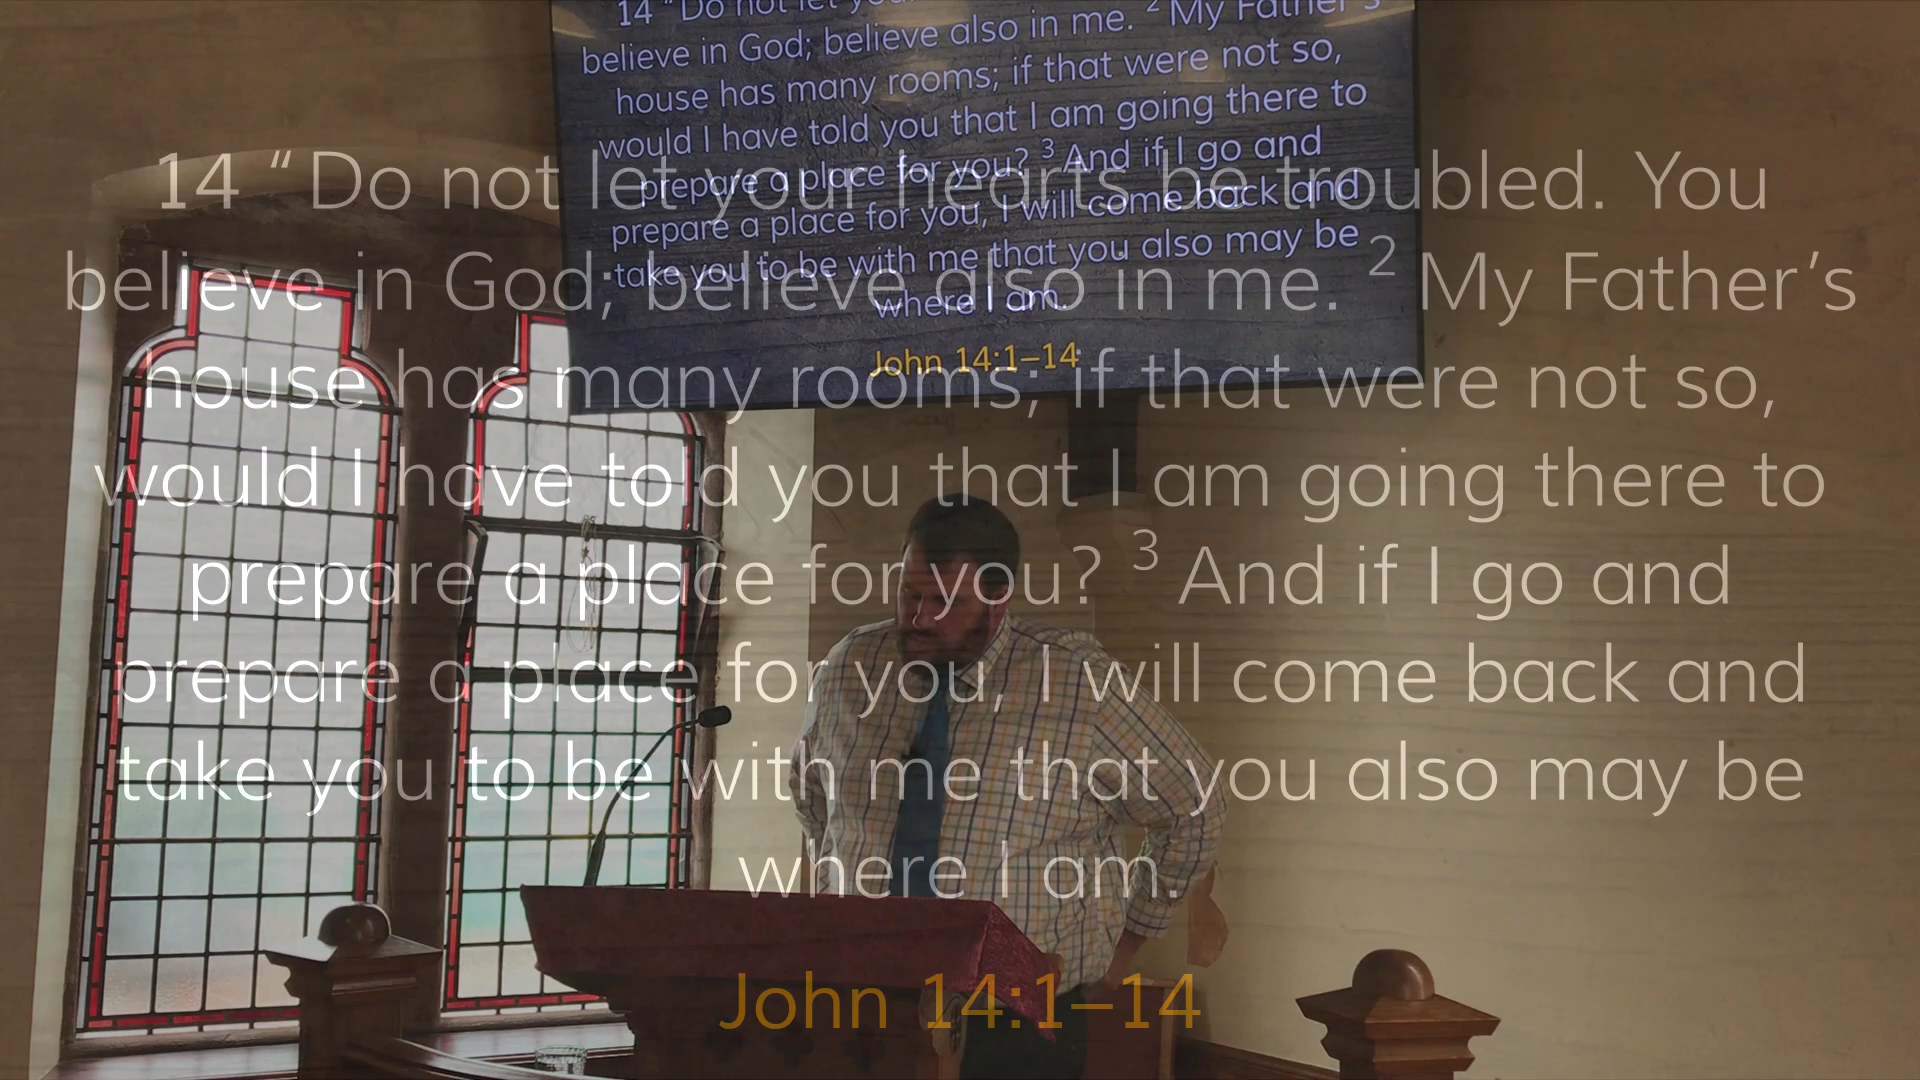 14 “Do not let
believe in God; believe also in me. 2 My Father’s
house has many rooms; if that were not so,
would I have told you that I am going there to
prepare a place for you? 3 And if I go and
prepare a place for you, I will come back and
take you to be with me that you also may be
where I am.
John 14:1–14
14 “Do not let your hearts be troubled. You
believe in God; believe also in me. 2 My Father’s
house has many rooms; if that were not so,
would I have told you that I am going there to
prepare a place for you? 3 And if I go and
prepare a place for you, I will come back and
take you to be with me that you also may be
where I am.
John 14:1–14